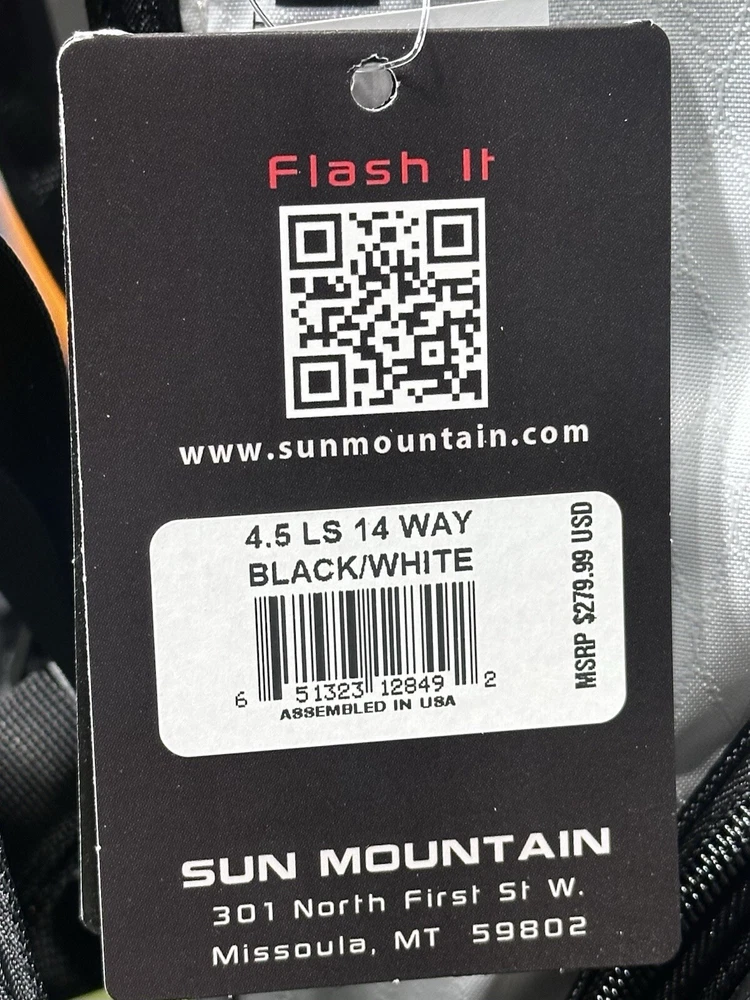 Flash It
www.sunmountain.com
4.5 LS 14 WAY
BLACK/WHITE
MSRP $279.99 USD
6 51323 12849 2
ASSEMBLED IN USA
SUN MOUNTAIN
301 North First St W.
Missoula, MT 59802